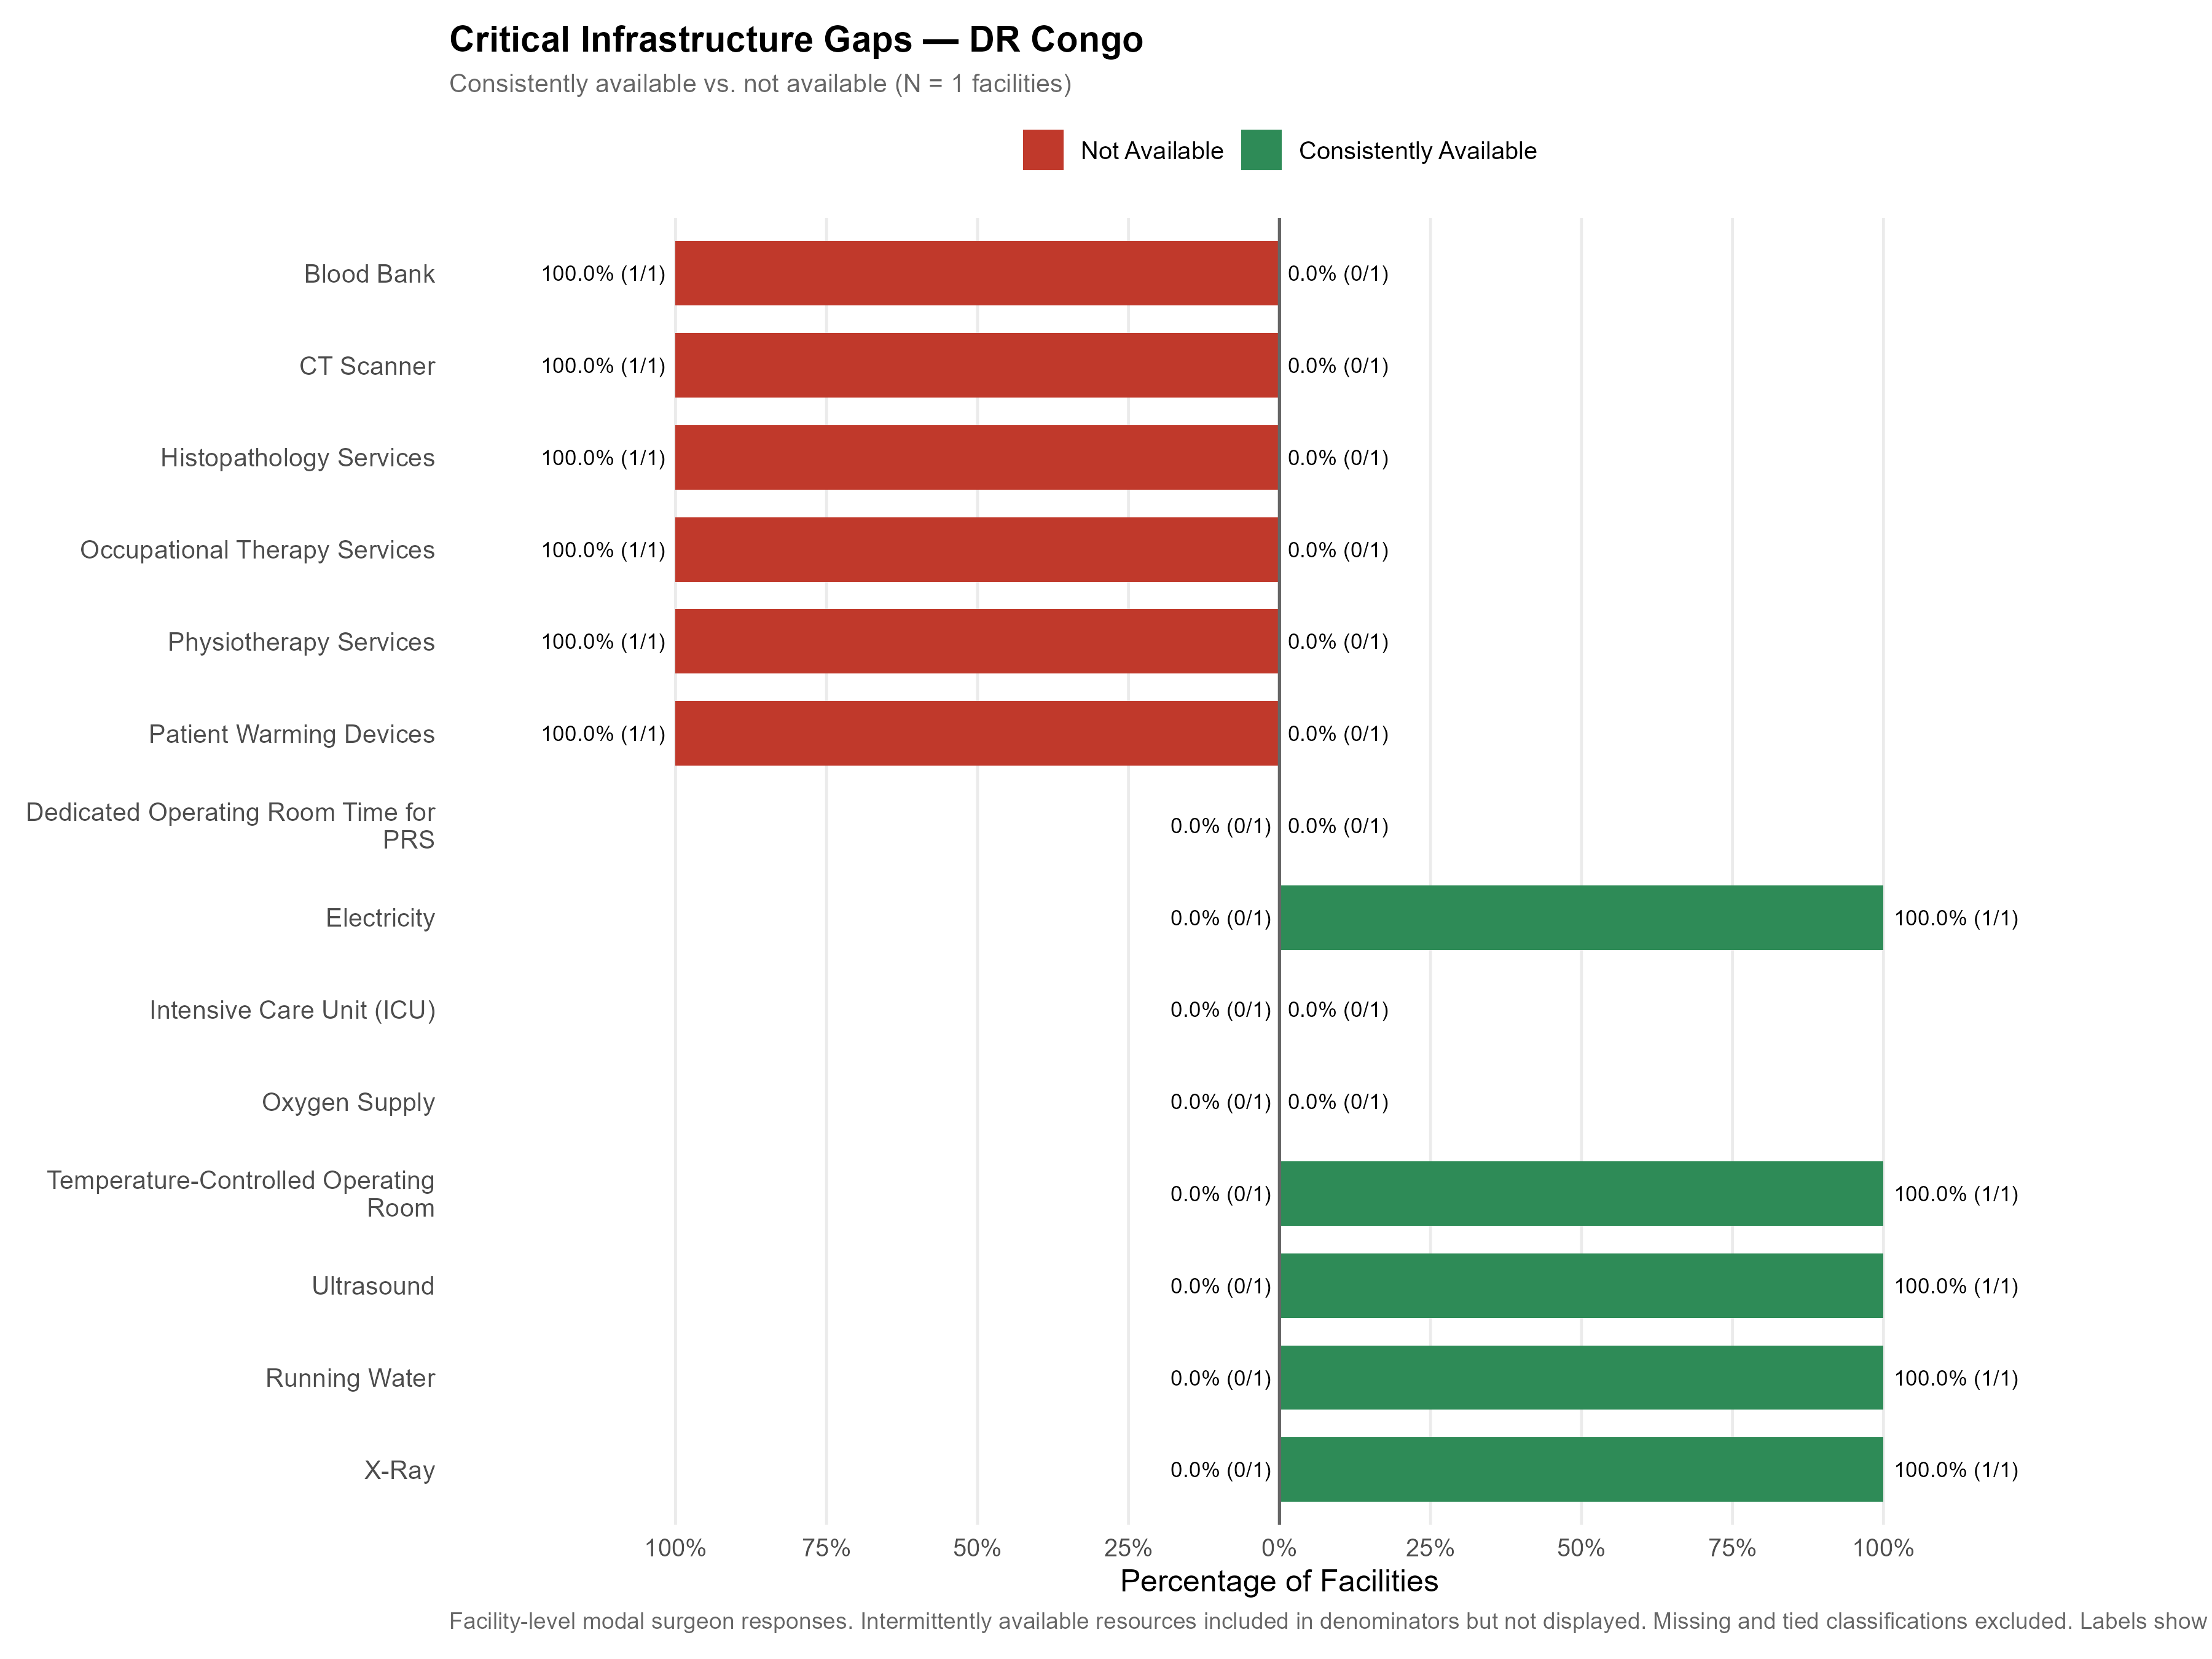 Critical Infrastructure Gaps — DR Congo
Consistently available vs. not available (N = 1 facilities)
Not Available Consistently Available
Blood Bank 100.0% (1/1) 0.0% (0/1)
CT Scanner 100.0% (1/1) 0.0% (0/1)
Histopathology Services 100.0% (1/1) 0.0% (0/1)
Occupational Therapy Services 100.0% (1/1) 0.0% (0/1)
Physiotherapy Services 100.0% (1/1) 0.0% (0/1)
Patient Warming Devices 100.0% (1/1) 0.0% (0/1)
Dedicated Operating Room Time for
PRS 0.0% (0/1) 0.0% (0/1)
Electricity 0.0% (0/1) 100.0% (1/1)
Intensive Care Unit (ICU) 0.0% (0/1) 0.0% (0/1)
Oxygen Supply 0.0% (0/1) 0.0% (0/1)
Temperature-Controlled Operating
Room 0.0% (0/1) 100.0% (1/1)
Ultrasound 0.0% (0/1) 100.0% (1/1)
Running Water 0.0% (0/1) 100.0% (1/1)
X-Ray 0.0% (0/1) 100.0% (1/1)
100% 75% 50% 25% 0% 25% 50% 75% 100%
Percentage of Facilities
Facility-level modal surgeon responses. Intermittently available resources included in denominators but not displayed. Missing and tied classifications excluded. Labels show